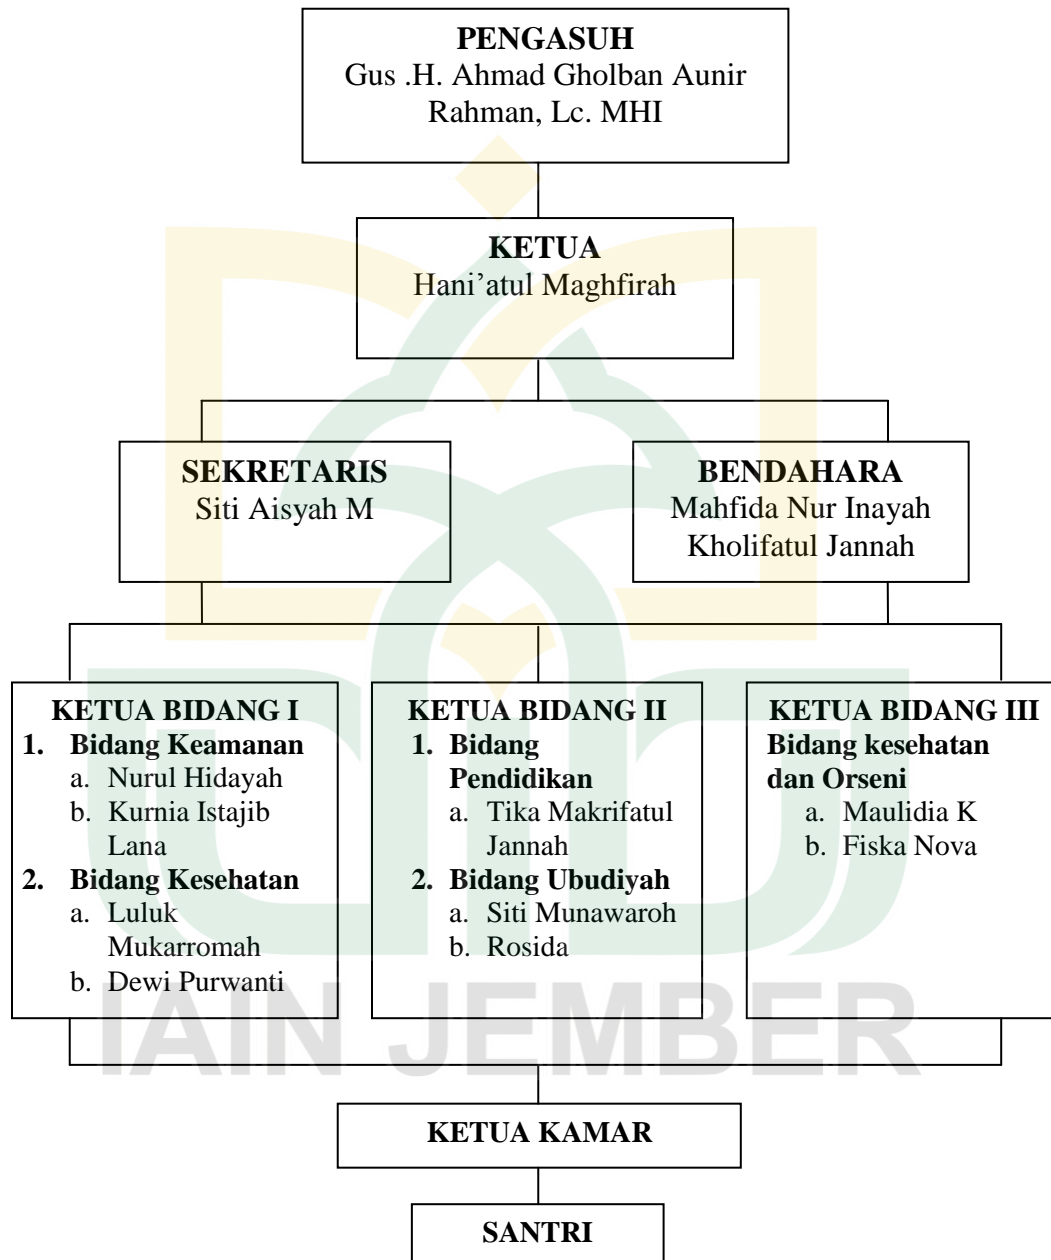 PENGASUH
Gus .H. Ahmad Gholban Aunir
Rahman, Lc. MHI
KETUA
Hani’atul Maghfirah
SEKRETARIS
Siti Aisyah M
BENDAHARA
Mahfida Nur Inayah
Kholifatul Jannah
KETUA BIDANG I
1. Bidang Keamanan
a. Nurul Hidayah
b. Kurnia Istajib
Lana
2. Bidang Kesehatan
a. Luluk
Mukarromah
b. Dewi Purwanti
KETUA BIDANG II
1. Bidang
Pendidikan
a. Tika Makrifatul
Jannah
2. Bidang Ubudiyah
a. Siti Munawaroh
b. Rosida
KETUA BIDANG III
Bidang kesehatan
dan Orseni
a. Maulidia K
b. Fiska Nova
IAIN JEMBER
KETUA KAMAR
SANTRI